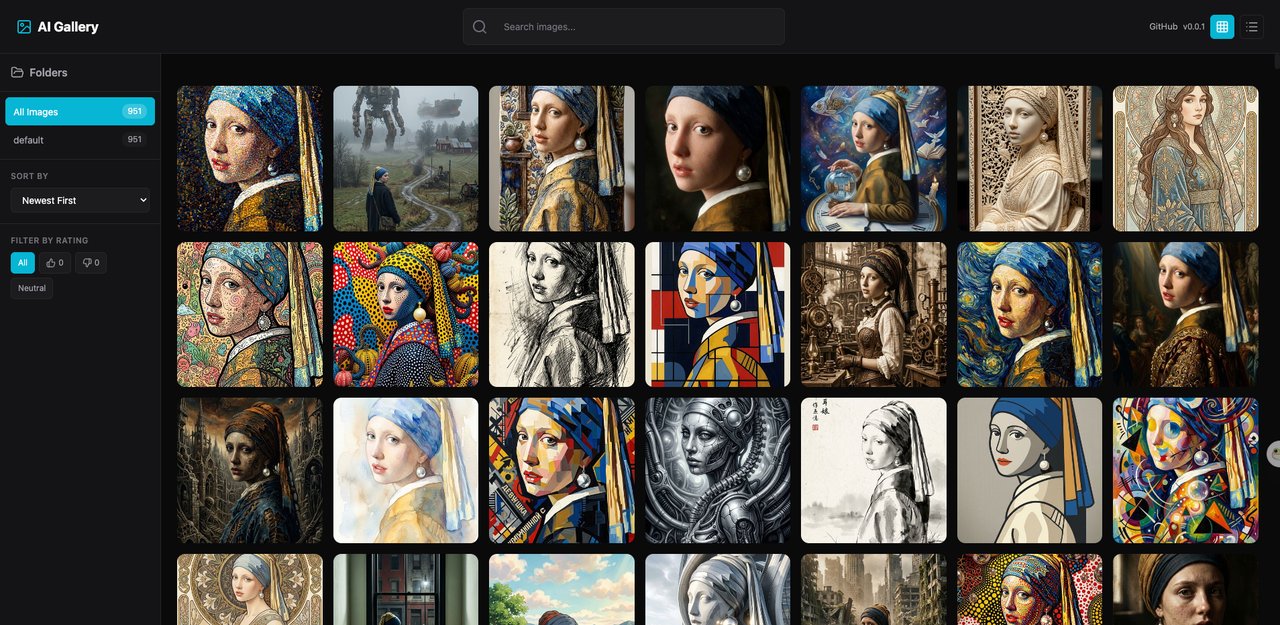 AI Gallery
Search images...
GitHub v0.0.1
Folders
All Images 951
default 951
SORT BY
Newest First
FILTER BY RATING
All 0 0
Neutral